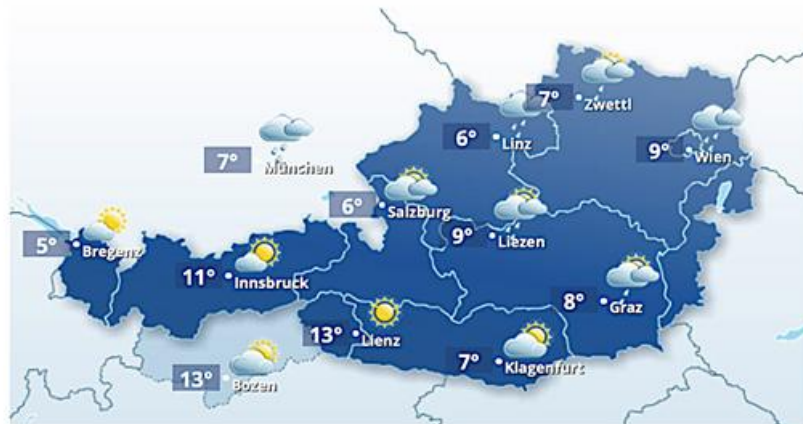 7° Zwettl
6° Linz
9° Wien
7° München
6° Salzburg
9° Liezen
5° Bregenz
11° Innsbruck
8° Graz
13° Lienz
7° Klagenfurt
13° Bozen